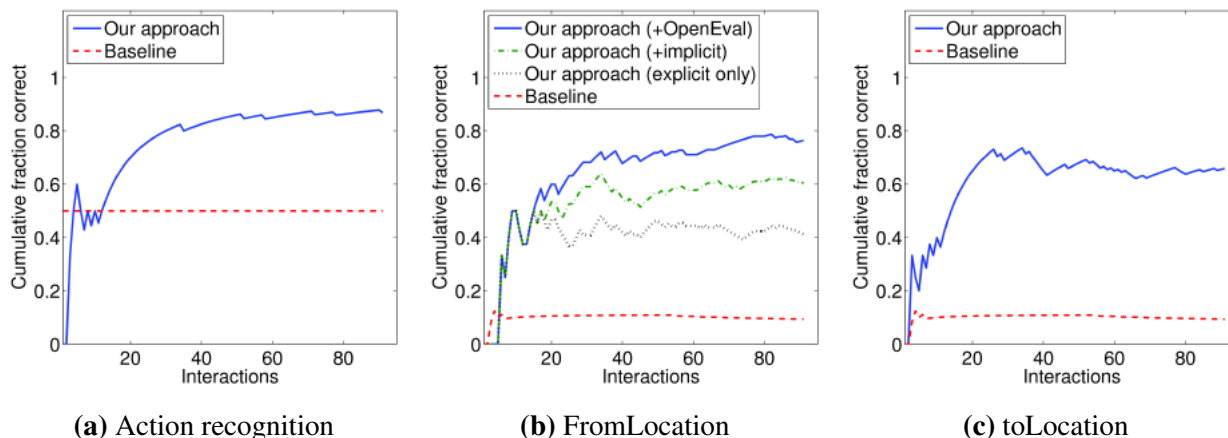 Our approach
Baseline
1
0.8
0.6
0.4
0.2
0
20
40
60
80
Cumulative fraction correct
Interactions
(a) Action recognition
Our approach (+OpenEval)
Our approach (+implicit)
Our approach (explicit only)
Baseline
1
0.8
0.6
0.4
0.2
0
20
40
60
80
Cumulative fraction correct
Interactions
(b) FromLocation
Our approach
Baseline
1
0.8
0.6
0.4
0.2
0
20
40
60
80
Cumulative fraction correct
Interactions
(c) toLocation